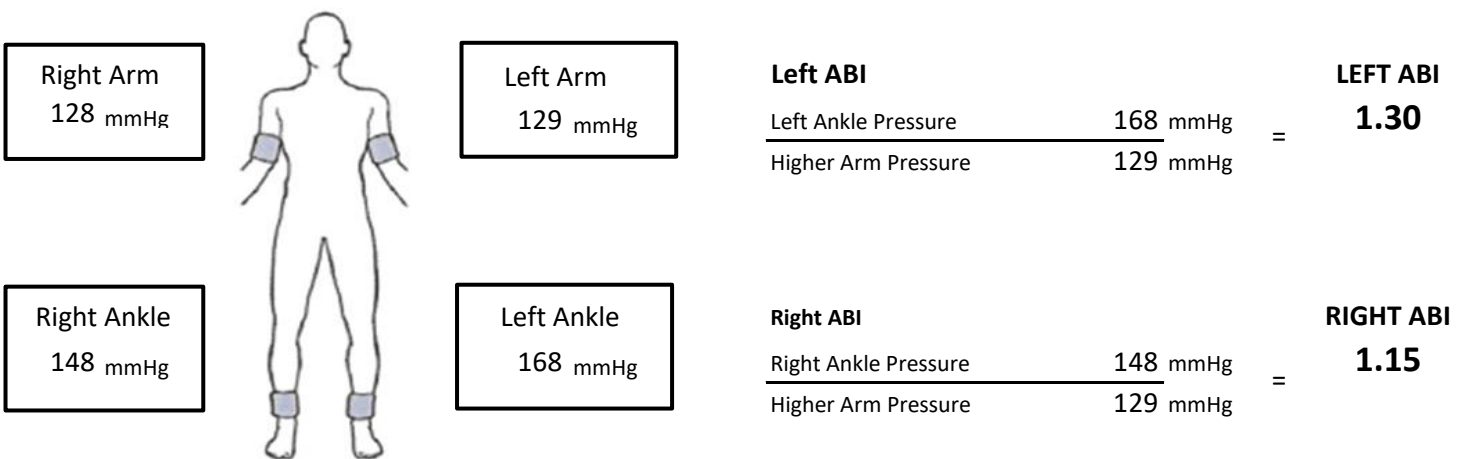 Right Arm
128 mmHg
Left Arm
129 mmHg
Right Ankle
148 mmHg
Left Ankle
168 mmHg
Left ABI
Left Ankle Pressure 168 mmHg
Higher Arm Pressure 129 mmHg
=
LEFT ABI
1.30
Right ABI
Right Ankle Pressure 148 mmHg
Higher Arm Pressure 129 mmHg
=
RIGHT ABI
1.15